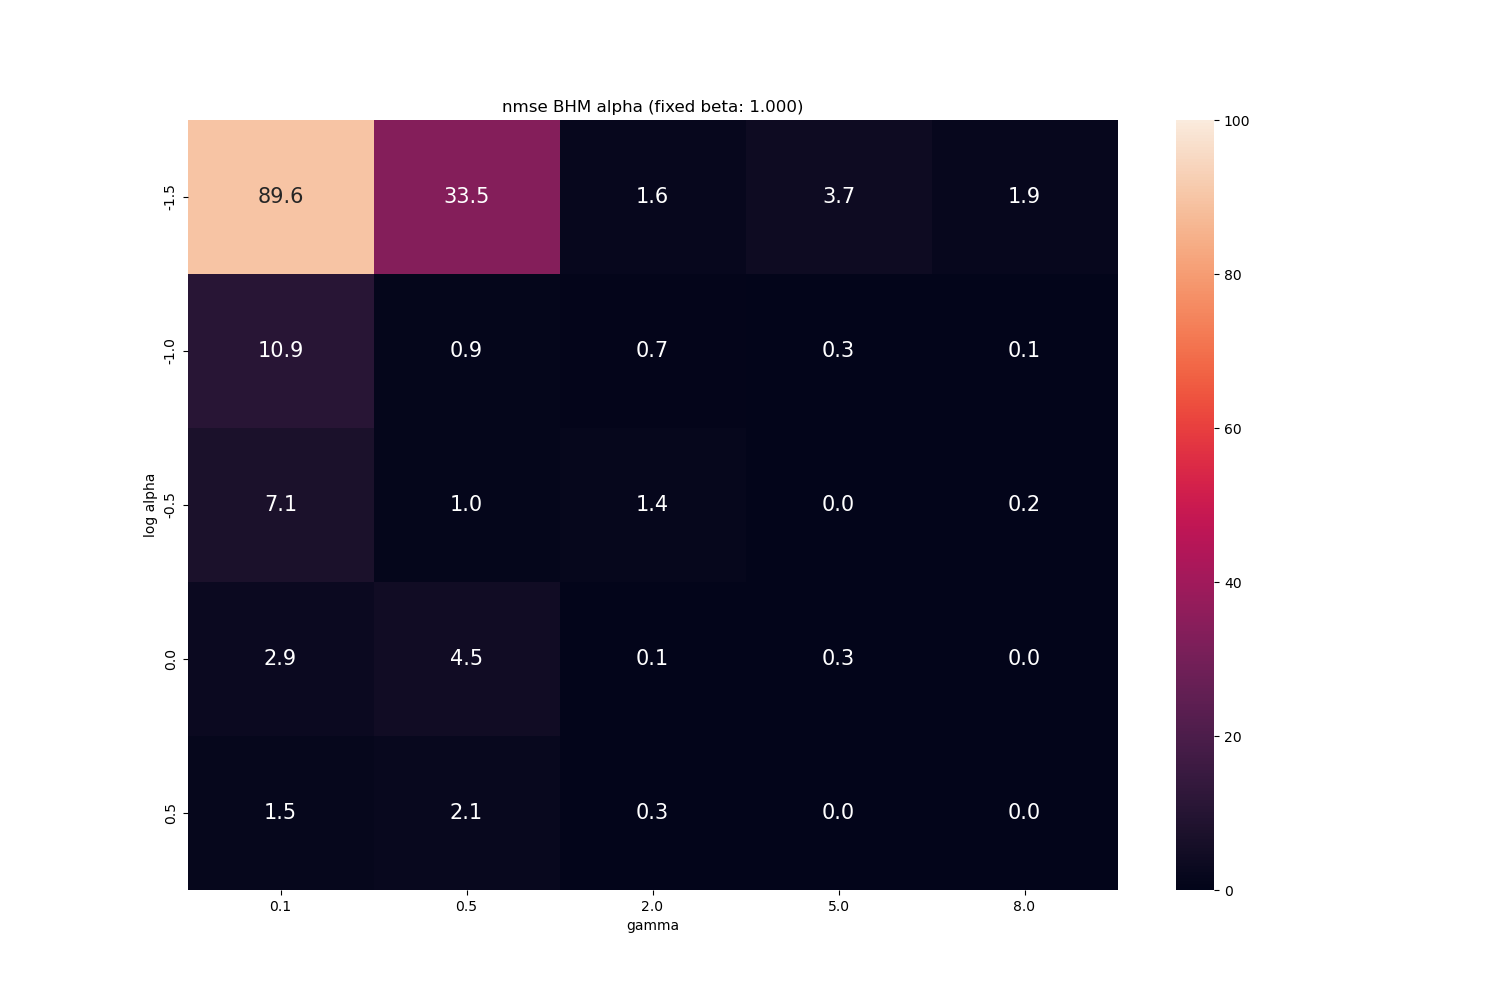 nmse BHM alpha (fixed beta: 1.000)
-1.5 89.6 33.5 1.6 3.7 1.9
-1.0 10.9 0.9 0.7 0.3 0.1
-0.5 7.1 1.0 1.4 0.0 0.2
0.0 2.9 4.5 0.1 0.3 0.0
0.5 1.5 2.1 0.3 0.0 0.0
log alpha
0.1 0.5 2.0 5.0 8.0
gamma
100
80
60
40
20
0